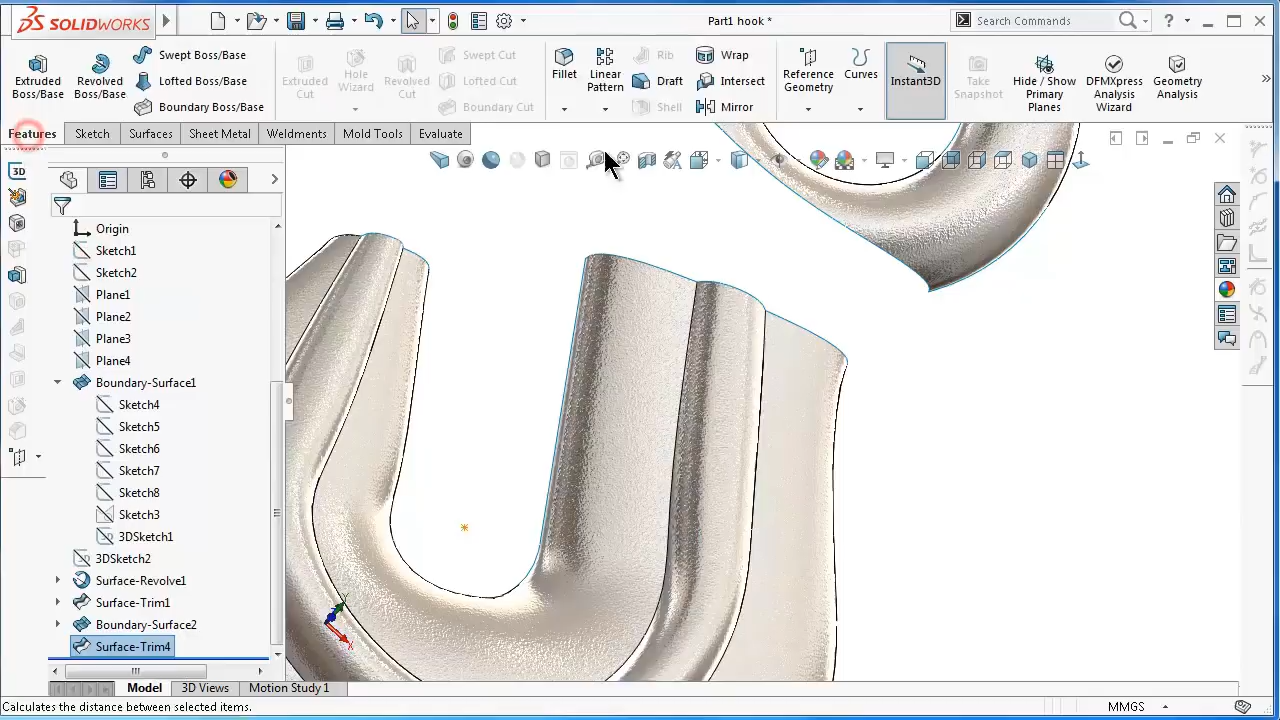 SOLIDWORKS
Part1 hook *
Search Commands
?
Extruded
Boss/Base
Revolved
Boss/Base
Swept Boss/Base
Lofted Boss/Base
Boundary Boss/Base
Extruded
Cut
Hole
Wizard
Revolved
Cut
Swept Cut
Lofted Cut
Boundary Cut
Fillet
Linear
Pattern
Rib
Draft
Shell
Wrap
Intersect
Mirror
Reference
Geometry
Curves
Instant3D
Take
Snapshot
Hide / Show
Primary
Planes
DFMXpress
Analysis
Wizard
Geometry
Analysis
Features Sketch Surfaces Sheet Metal Weldments Mold Tools Evaluate
3D
Origin
Sketch1
Sketch2
Plane1
Plane2
Plane3
Plane4
Boundary-Surface1
Sketch4
Sketch5
Sketch6
Sketch7
Sketch8
Sketch3
3DSketch1
3DSketch2
Surface-Revolve1
Surface-Trim1
Boundary-Surface2
Surface-Trim4
X
Model 3D Views Motion Study 1
Calculates the distance between selected items.
MMGS